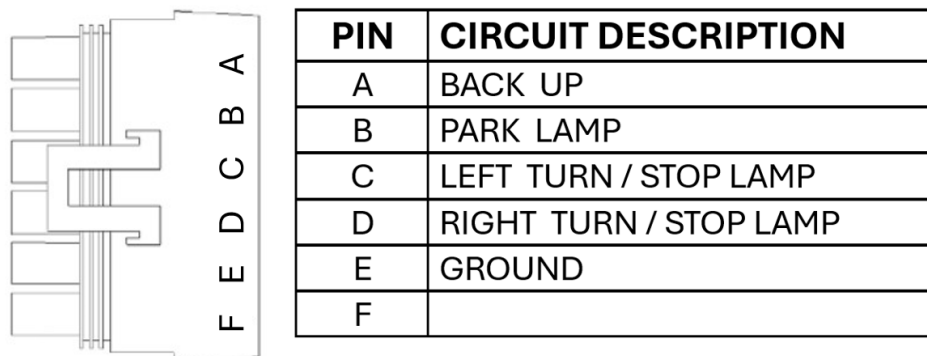 A
B
C
D
E
F
PIN CIRCUIT DESCRIPTION
A BACK UP
B PARK LAMP
C LEFT TURN / STOP LAMP
D RIGHT TURN / STOP LAMP
E GROUND
F